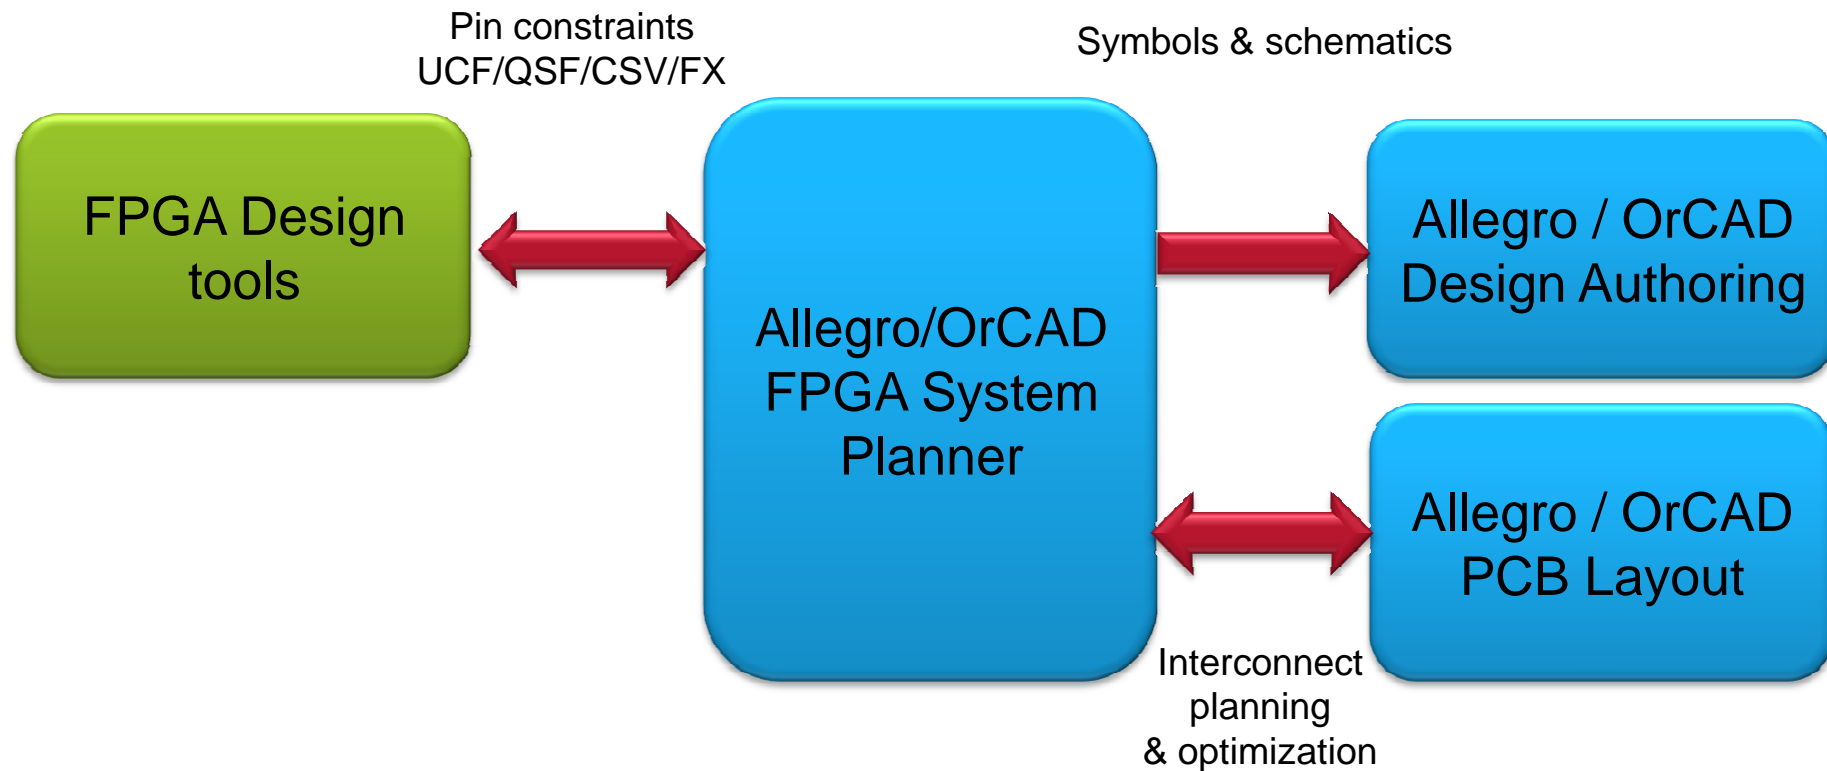 Pin constraints
UCF/QSF/CSV/FX
Symbols & schematics
FPGA Design
tools
Allegro/OrCAD
FPGA System
Planner
Allegro / OrCAD
Design Authoring
Allegro / OrCAD
PCB Layout
Interconnect
planning
& optimization